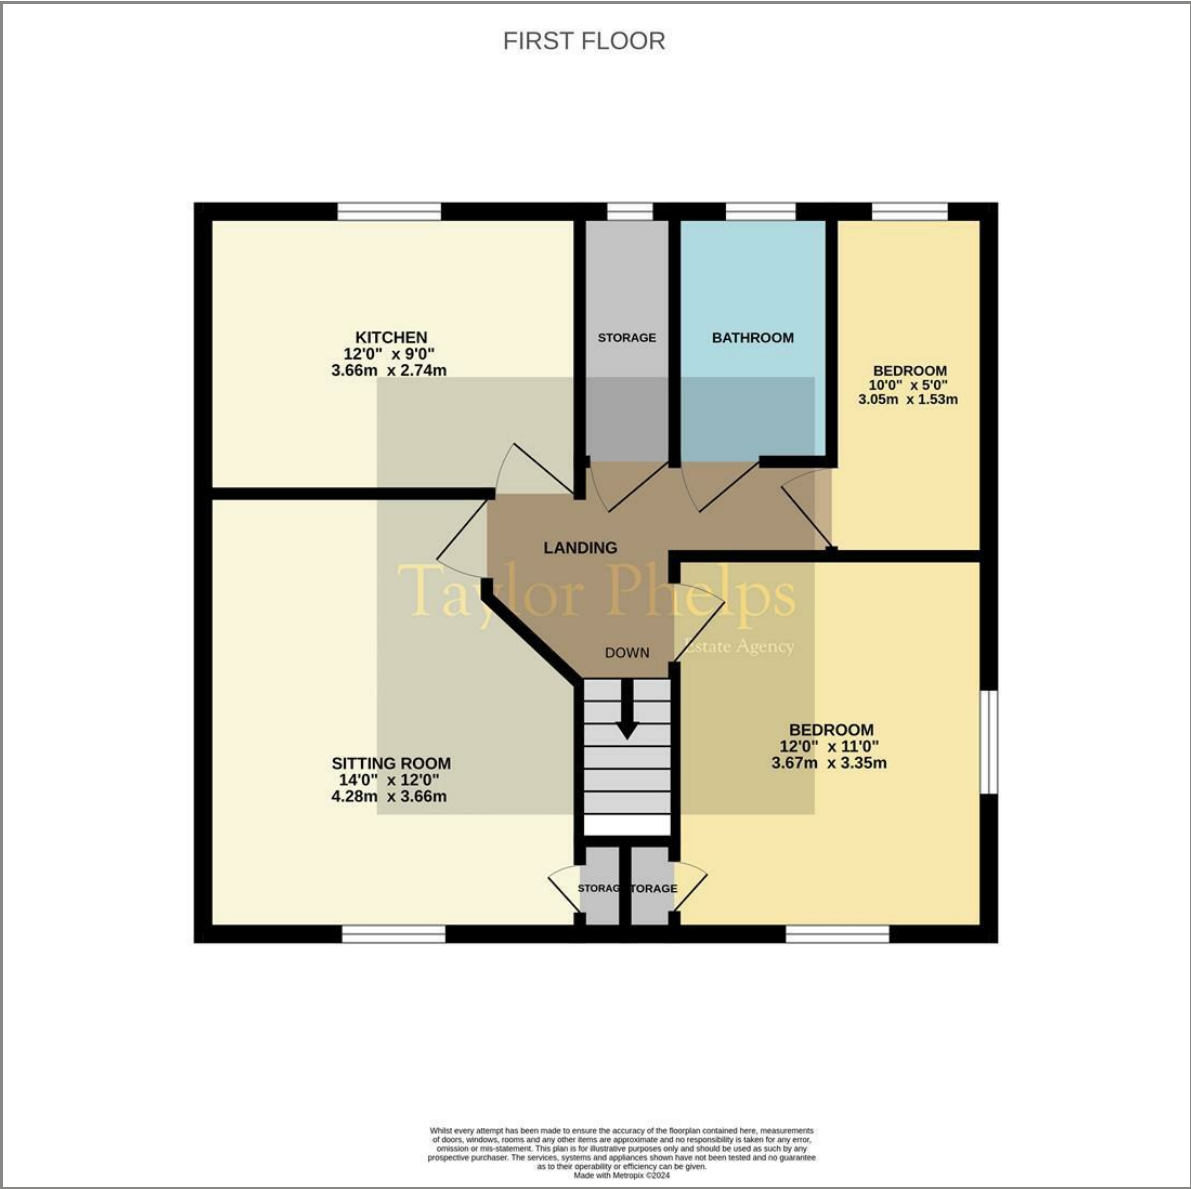 FIRST FLOOR
KITCHEN
12'0" x 9'0"
3.66m x 2.74m
STORAGE
BATHROOM
BEDROOM
10'0" x 5'0"
3.05m x 1.53m
LANDING
Taylor Phelps
Estate Agency
DOWN
BEDROOM
12'0" x 11'0"
3.67m x 3.35m
SITTING ROOM
14'0" x 12'0"
4.28m x 3.66m
STORAG
TORAGE
Whilst every attempt has been made to ensure the accuracy of the floorplan contained here, measurements
of doors, windows, rooms and any other items are approximate and no responsibility is taken for any error,
omission or mis-statement. This plan is for illustrative purposes only and should be used as such by any
prospective purchaser. The services, systems and appliances shown have not been tested and no guarantee
as to their operability or efficiency can be given.
Made with Metropix ©2024